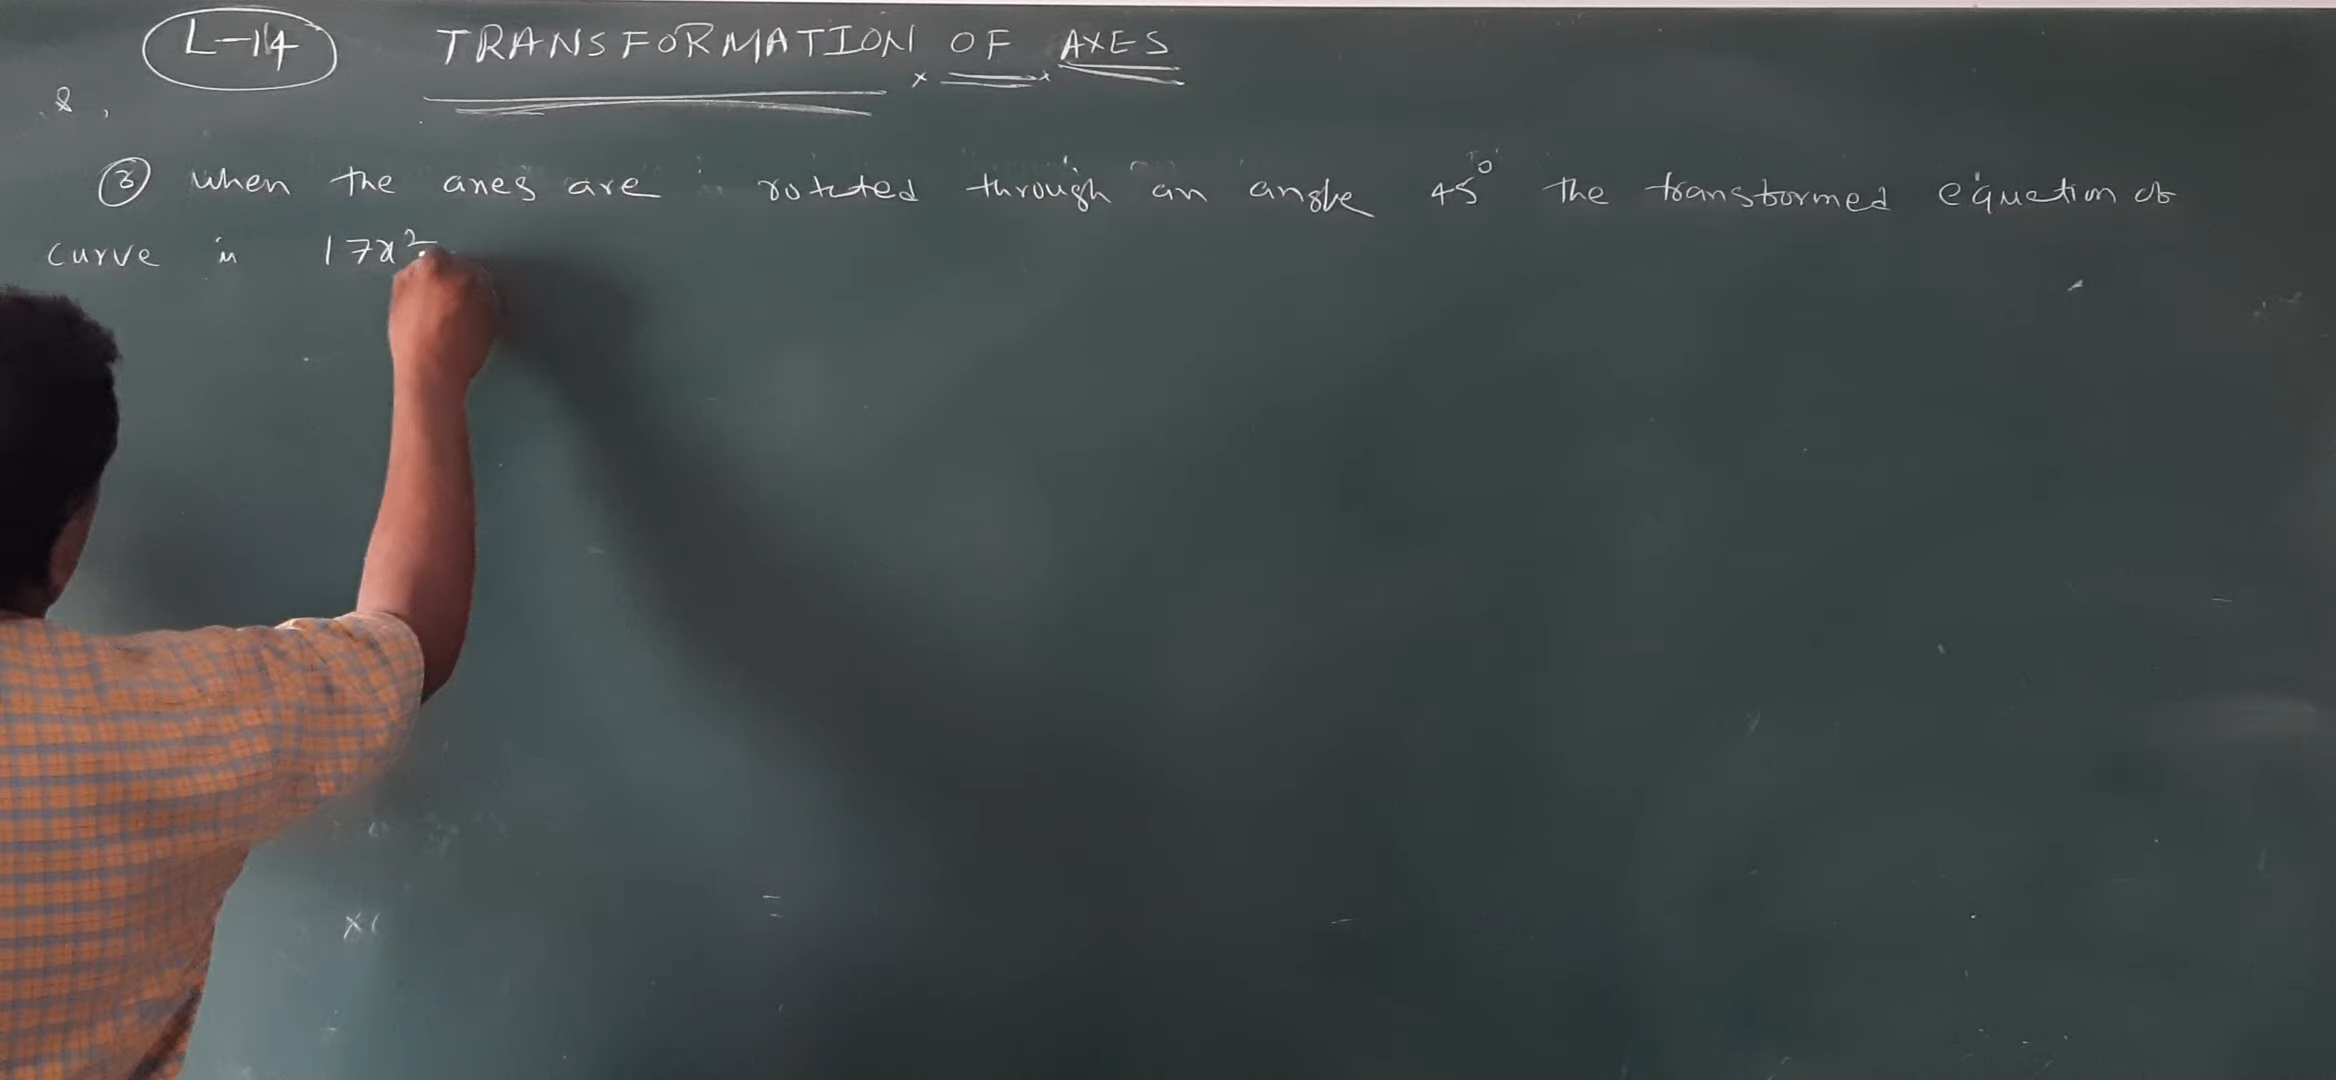 L-14 TRANSFORMATION OF AXES
③ When the axes are rotated through an angle 45° the transformed equation of
curve is 17x²